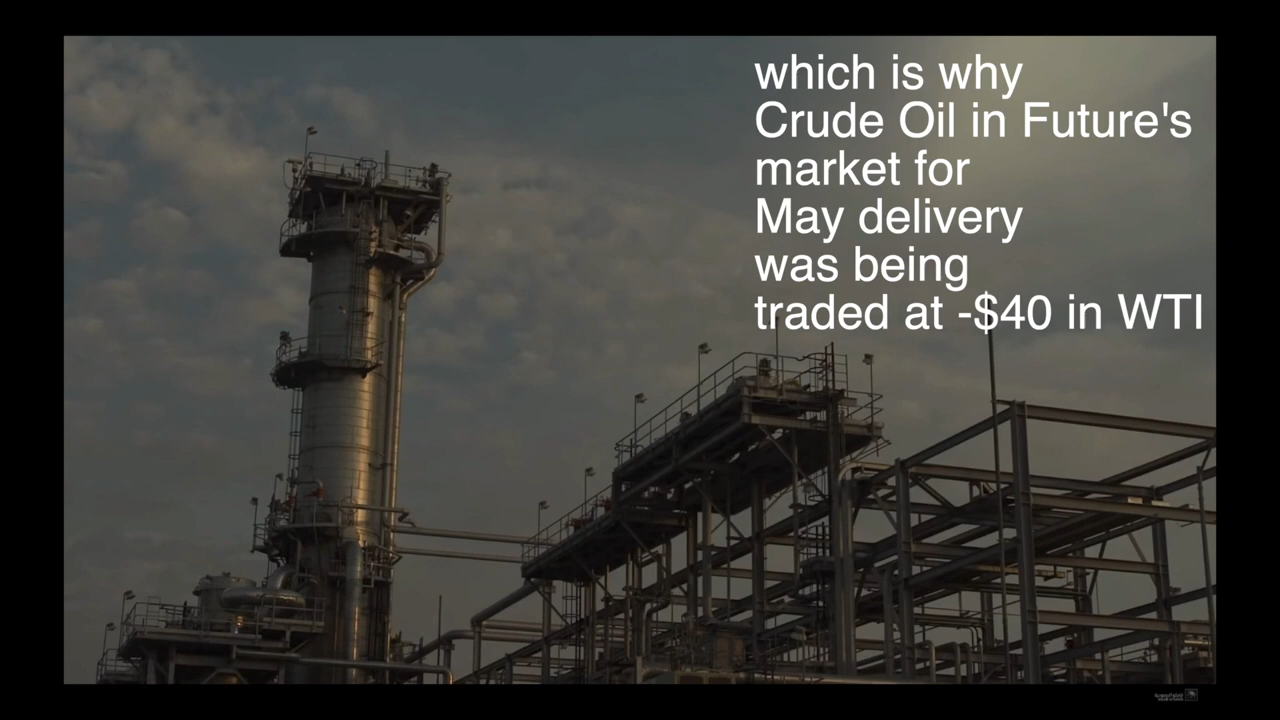 which is why
Crude Oil in Future's
market for
May delivery
was being
traded at -$40 in WTI